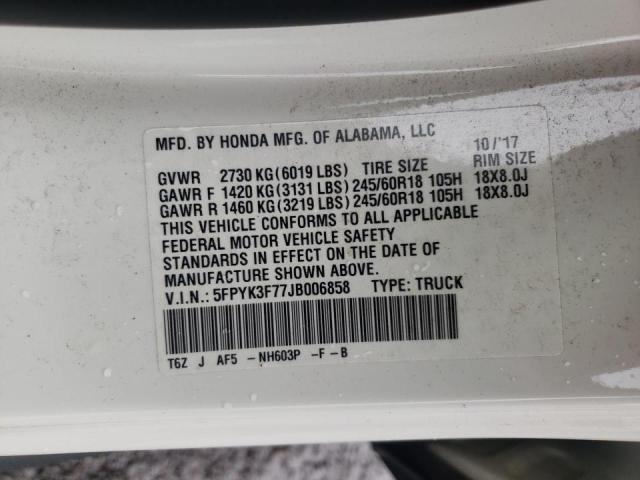 MFD. BY HONDA MFG. OF ALABAMA, LLC 10/'17
GVWR 2730 KG(6019 LBS) TIRE SIZE RIM SIZE
GAWR F 1420 KG(3131 LBS) 245/60R18 105H 18X8.0J
GAWR R 1460 KG(3219 LBS) 245/60R18 105H 18X8.0J
THIS VEHICLE CONFORMS TO ALL APPLICABLE
FEDERAL MOTOR VEHICLE SAFETY
STANDARDS IN EFFECT ON THE DATE OF
MANUFACTURE SHOWN ABOVE.
V.I.N.: 5FPYK3F77JB006858 TYPE: TRUCK
T6Z J AF5 -NH603P -F -B